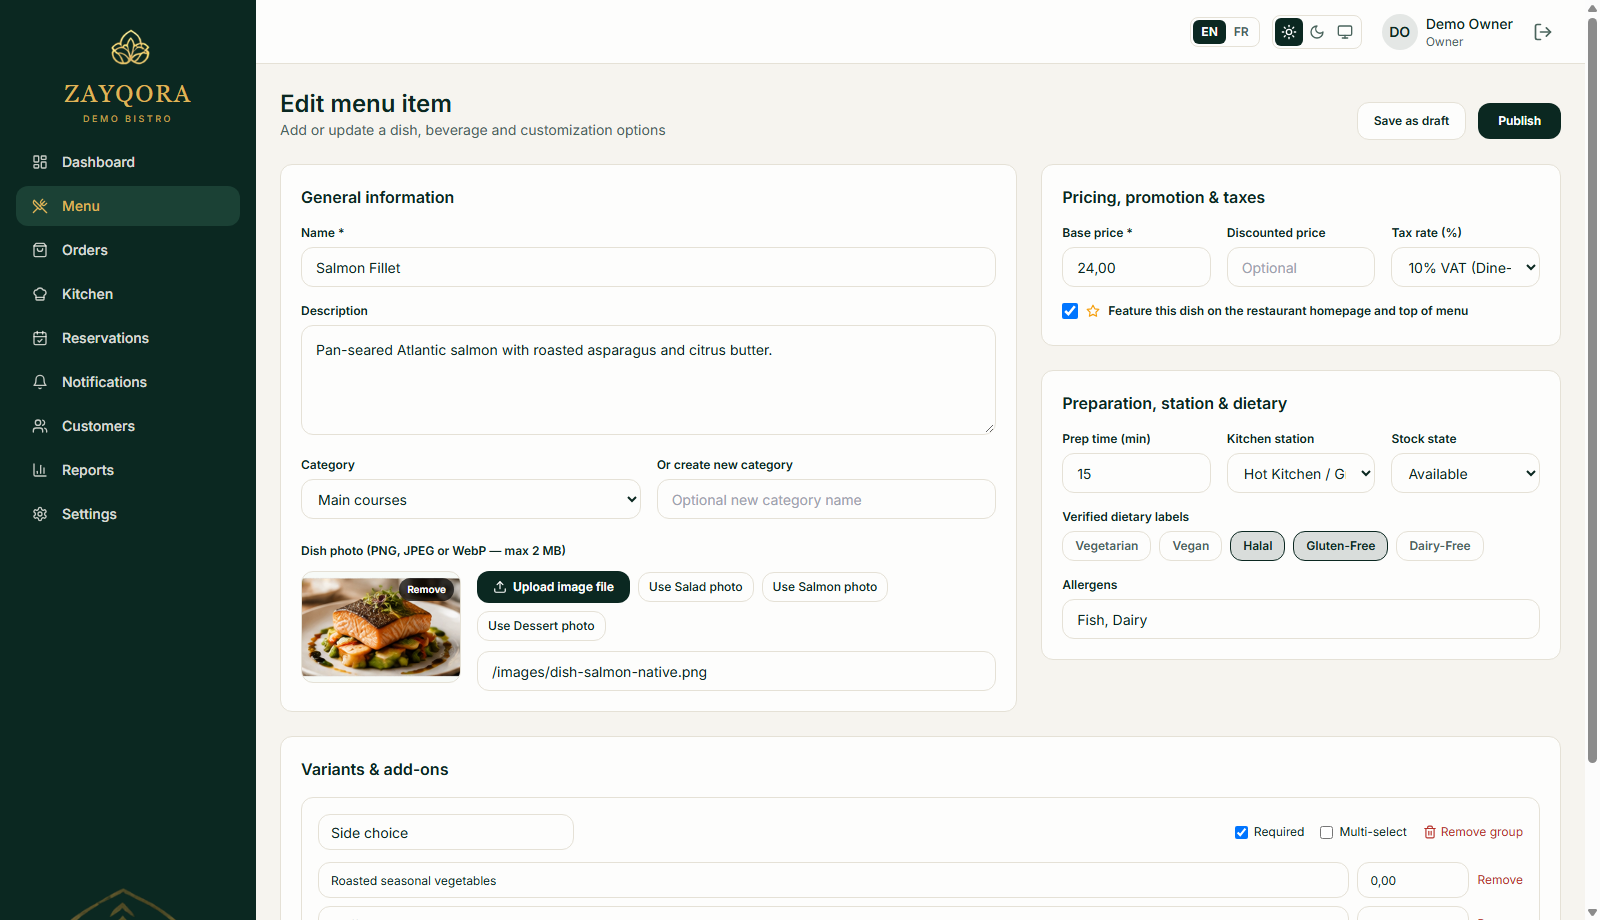 ZAYQORA
DEMO BISTRO
Dashboard
Menu
Orders
Kitchen
Reservations
Notifications
Customers
Reports
Settings
EN FR
DO
Demo Owner
Owner
Edit menu item
Add or update a dish, beverage and customization options
Save as draft
Publish
General information
Name *
Salmon Fillet
Description
Pan-seared Atlantic salmon with roasted asparagus and citrus butter.
Category
Main courses
Or create new category
Optional new category name
Dish photo (PNG, JPEG or WebP — max 2 MB)
Remove
Upload image file
Use Salad photo
Use Salmon photo
Use Dessert photo
/images/dish-salmon-native.png
Pricing, promotion & taxes
Base price *
24,00
Discounted price
Optional
Tax rate (%)
10% VAT (Dine-
Feature this dish on the restaurant homepage and top of menu
Preparation, station & dietary
Prep time (min)
15
Kitchen station
Hot Kitchen / G
Stock state
Available
Verified dietary labels
Vegetarian
Vegan
Halal
Gluten-Free
Dairy-Free
Allergens
Fish, Dairy
Variants & add-ons
Side choice
Required
Multi-select
Remove group
Roasted seasonal vegetables
0,00
Remove